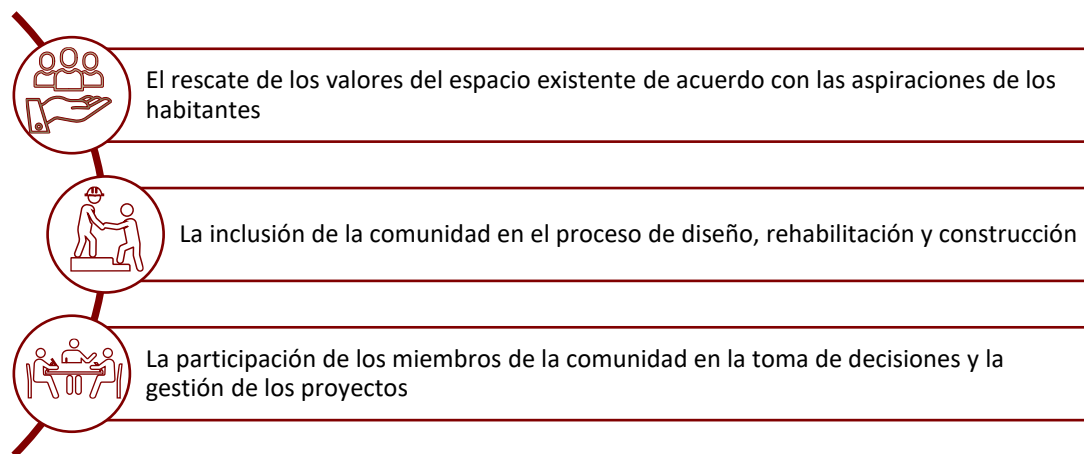 El rescate de los valores del espacio existente de acuerdo con las aspiraciones de los
habitantes
La inclusión de la comunidad en el proceso de diseño, rehabilitación y construcción
La participación de los miembros de la comunidad en la toma de decisiones y la
gestión de los proyectos